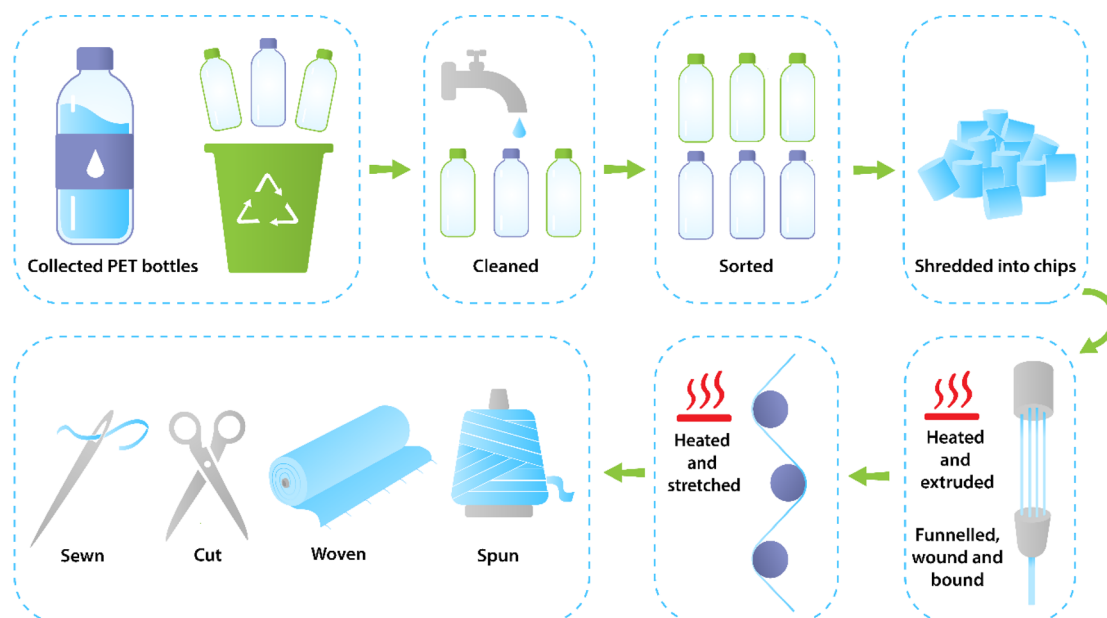 Collected PET bottles
Cleaned
Sorted
Shredded into chips
Heated
and
extruded
Funnelled,
wound and
bound
Heated
and
stretched
Spun
Woven
Cut
Sewn